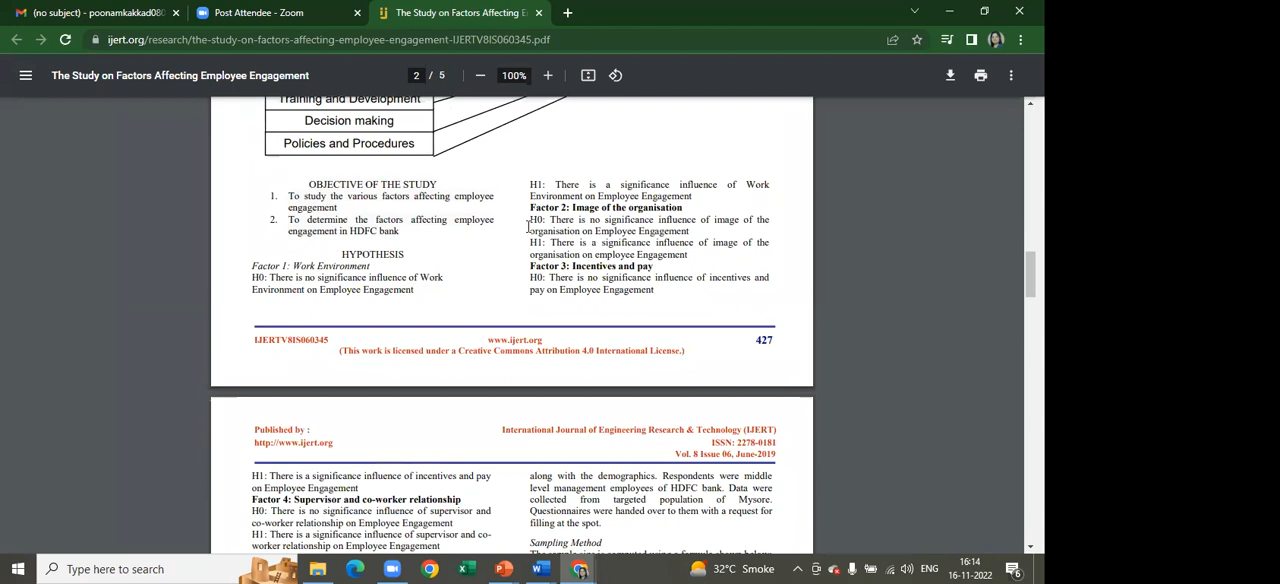 (no subject) - poonamkakkad080
Post Attendee - Zoom
The Study on Factors Affecting E
ijert.org/research/the-study-on-factors-affecting-employee-engagement-IJERTV8IS060345.pdf
The Study on Factors Affecting Employee Engagement
2 / 5
100%
Training and Development
Decision making
Policies and Procedures
OBJECTIVE OF THE STUDY
1. To study the various factors affecting employee
engagement
2. To determine the factors affecting employee
engagement in HDFC bank
HYPOTHESIS
Factor 1: Work Environment
H0: There is no significance influence of Work
Environment on Employee Engagement
H1: There is a significance influence of Work
Environment on Employee Engagement
Factor 2: Image of the organisation
H0: There is no significance influence of image of the
organisation on Employee Engagement
H1: There is a significance influence of image of the
organisation on employee Engagement
Factor 3: Incentives and pay
H0: There is no significance influence of incentives and
pay on Employee Engagement
IJERTV8IS060345
www.ijert.org
427
(This work is licensed under a Creative Commons Attribution 4.0 International License.)
Published by :
http://www.ijert.org
International Journal of Engineering Research & Technology (IJERT)
ISSN: 2278-0181
Vol. 8 Issue 06, June-2019
H1: There is a significance influence of incentives and pay
on Employee Engagement
Factor 4: Supervisor and co-worker relationship
H0: There is no significance influence of supervisor and
co-worker relationship on Employee Engagement
H1: There is a significance influence of supervisor and co-
worker relationship on Employee Engagement
along with the demographics. Respondents were middle
level management employees of HDFC bank. Data were
collected from targeted population of Mysore.
Questionnaires were handed over to them with a request for
filling at the spot.
Sampling Method
The sample size is computed using a formula shown below
Type here to search
32°C Smoke
ENG
16:14
16-11-2022
6